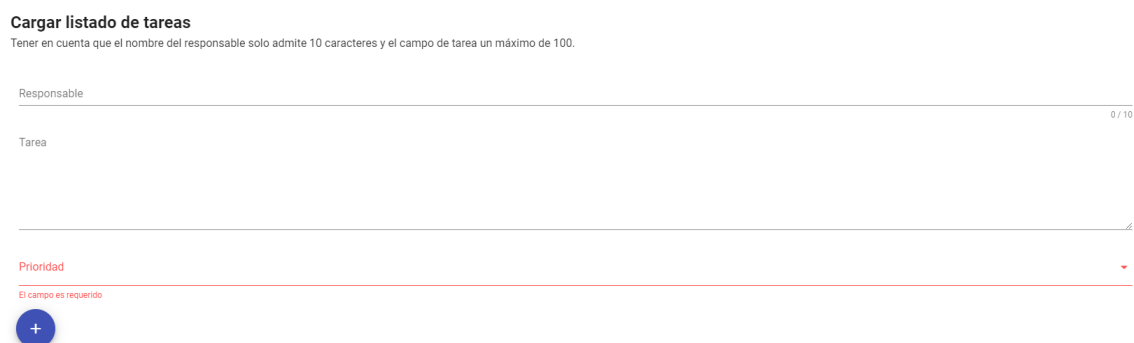 Cargar listado de tareas
Tener en cuenta que el nombre del responsable solo admite 10 caracteres y el campo de tarea un máximo de 100.
Responsable
0 / 10
Tarea
Prioridad
El campo es requerido
+